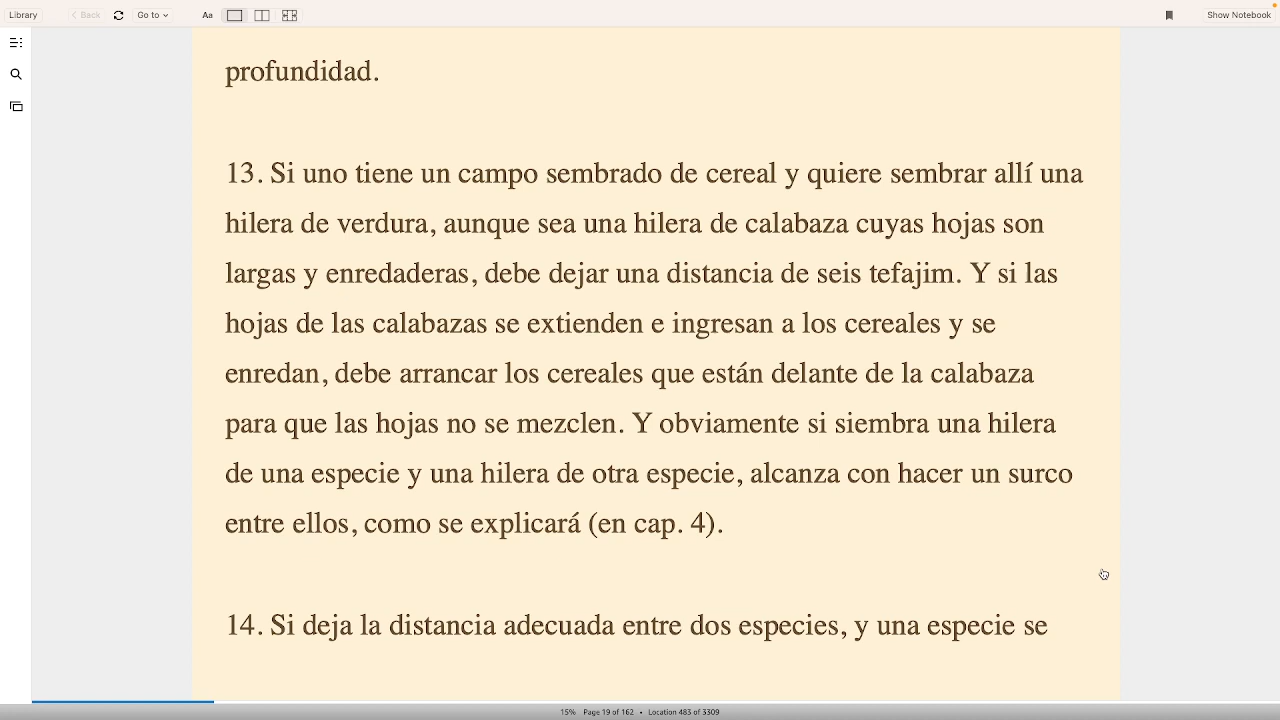 Library
Back
Go to
Aa
Show Notebook
profundidad.
13. Si uno tiene un campo sembrado de cereal y quiere sembrar allí una
hilera de verdura, aunque sea una hilera de calabaza cuyas hojas son
largas y enredaderas, debe dejar una distancia de seis tefajim. Y si las
hojas de las calabazas se extienden e ingresan a los cereales y se
enredan, debe arrancar los cereales que están delante de la calabaza
para que las hojas no se mezclen. Y obviamente si siembra una hilera
de una especie y una hilera de otra especie, alcanza con hacer un surco
entre ellos, como se explicará (en cap. 4).
14. Si deja la distancia adecuada entre dos especies, y una especie se
15% Page 19 of 162 • Location 483 of 3309